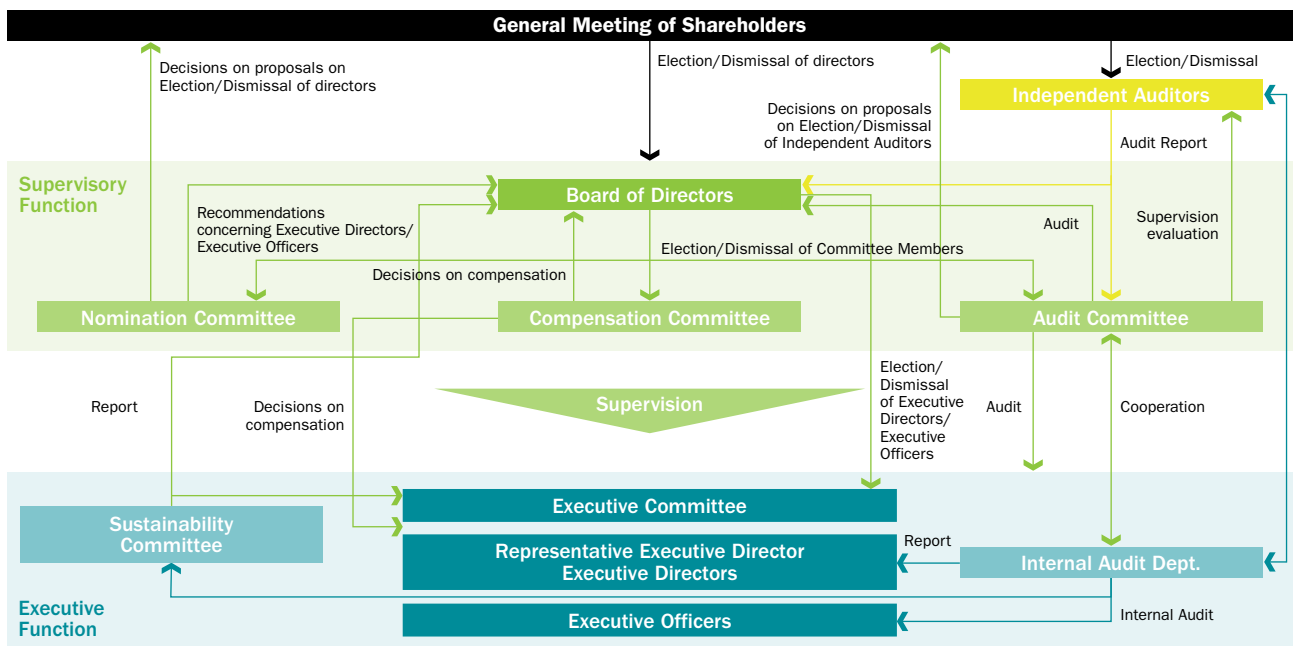 General Meeting of Shareholders
Decisions on proposals on
Election/Dismissal of directors
Election/Dismissal of directors
Election/Dismissal
Independent Auditors
Decisions on proposals
on Election/Dismissal
of Independent Auditors
Audit Report
Supervisory
Function
Board of Directors
Recommendations
concerning Executive Directors/
Executive Officers
Audit
Supervision
evaluation
Election/Dismissal of Committee Members
Decisions on compensation
Nomination Committee
Compensation Committee
Audit Committee
Report
Decisions on
compensation
Supervision
Election/
Dismissal
of Executive
Directors/
Executive
Officers
Audit
Cooperation
Executive Committee
Sustainability
Committee
Representative Executive Director
Executive Directors
Report
Internal Audit Dept.
Executive
Function
Executive Officers
Internal Audit